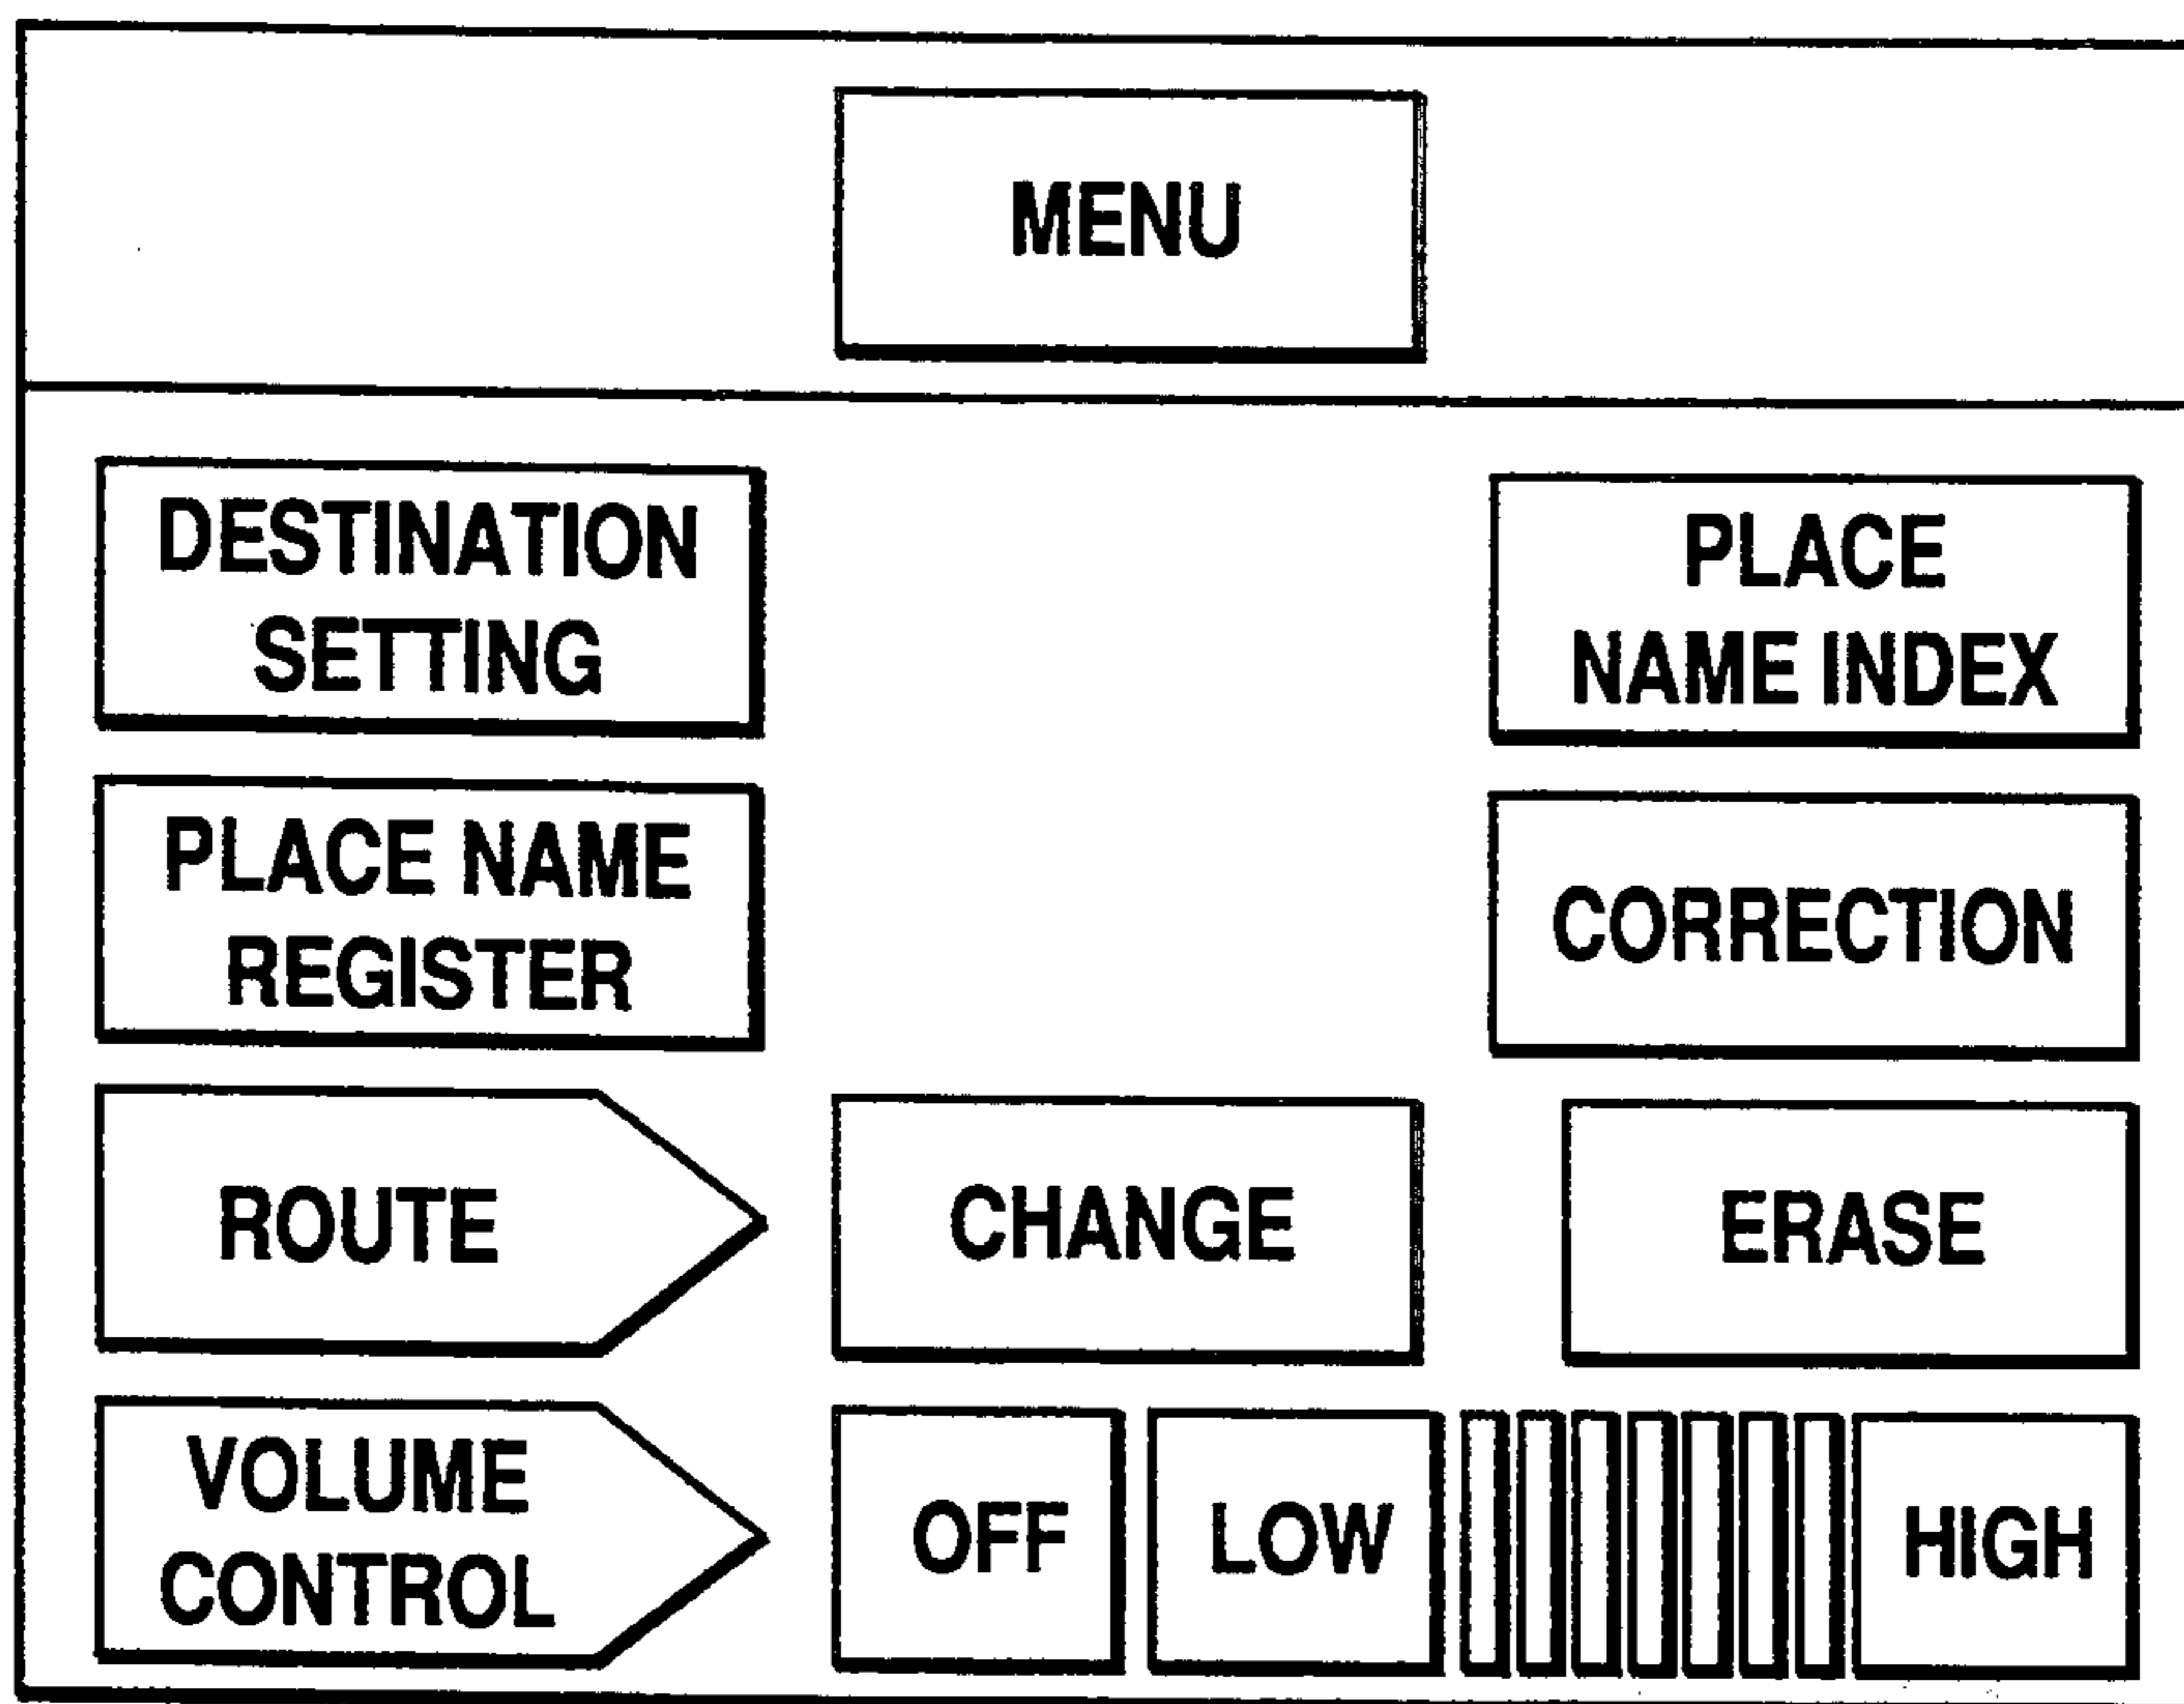 MENU
DESTINATION
SETTING
PLACE
NAME INDEX
PLACE NAME
REGISTER
CORRECTION
ROUTE
CHANGE
ERASE
VOLUME
CONTROL
OFF
LOW
HIGH